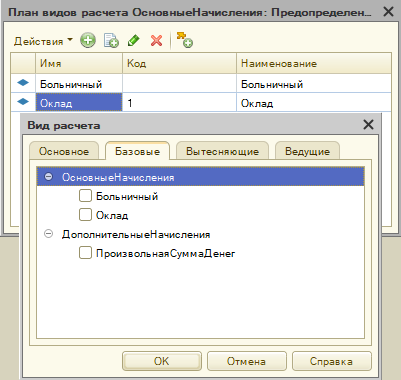 План видов расчета ОсновныеНачисления: Предопределен...
Действия
Имя Код Наименование
Больничный Больничный
Оклад 1 Оклад
Вид расчета
Основное Базовые Вытесняющие Ведущие
ОсновныеНачисления
Больничный
Оклад
ДополнительныеНачисления
ПроизвольнаяСуммаДенег
OK Отмена Справка